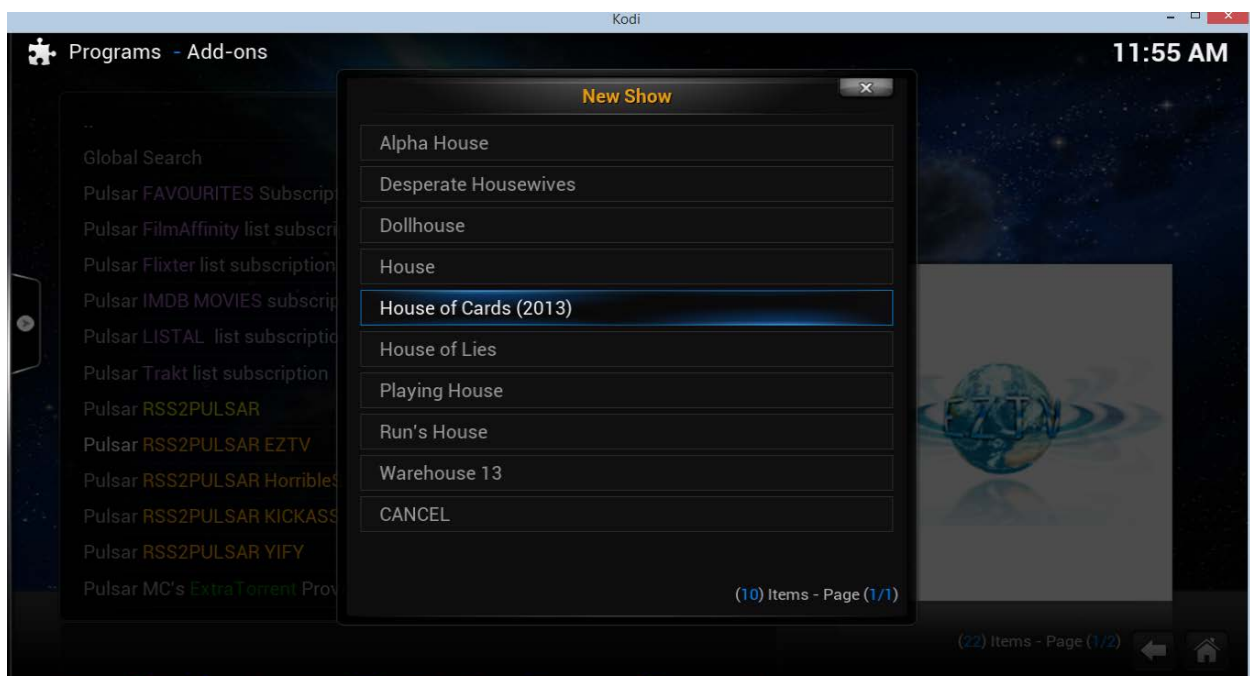 Kodi
Programs - Add-ons
11:55 AM
..
Global Search
Pulsar FAVOURITES Subscrip
Pulsar FilmAffinity list subscri
Pulsar Flixter list subscription
Pulsar IMDB MOVIES subscrip
Pulsar LISTAL list subscriptio
Pulsar Trakt list subscription
Pulsar RSS2PULSAR
Pulsar RSS2PULSAR EZTV
Pulsar RSS2PULSAR HorribleS
Pulsar RSS2PULSAR KICKASS
Pulsar RSS2PULSAR YIFY
Pulsar MC's ExtraTorrent Prov
New Show
Alpha House
Desperate Housewives
Dollhouse
House
House of Cards (2013)
House of Lies
Playing House
Run's House
Warehouse 13
CANCEL
(10) Items - Page (1/1)
EZTV
(22) Items - Page (1/2)